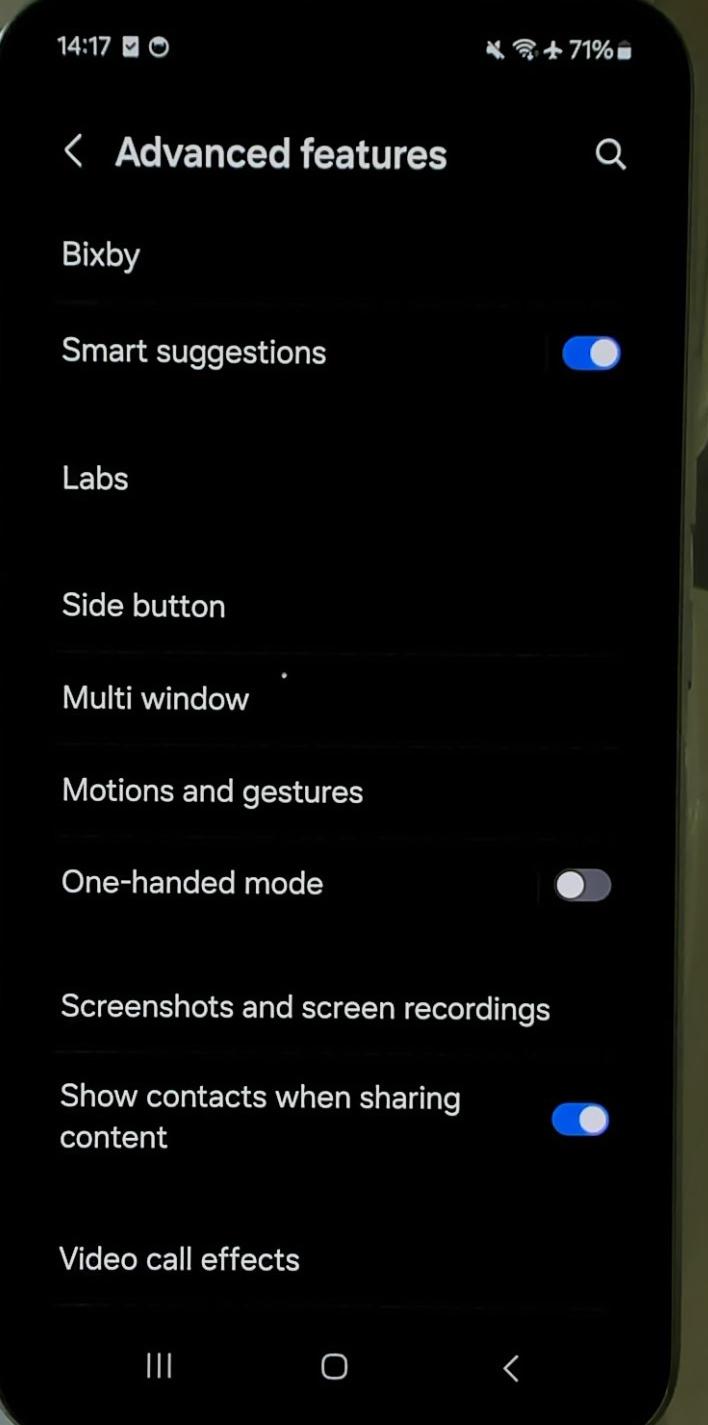 14:17 71%
Advanced features
Bixby
Smart suggestions
Labs
Side button
Multi window
Motions and gestures
One-handed mode
Screenshots and screen recordings
Show contacts when sharing
content
Video call effects